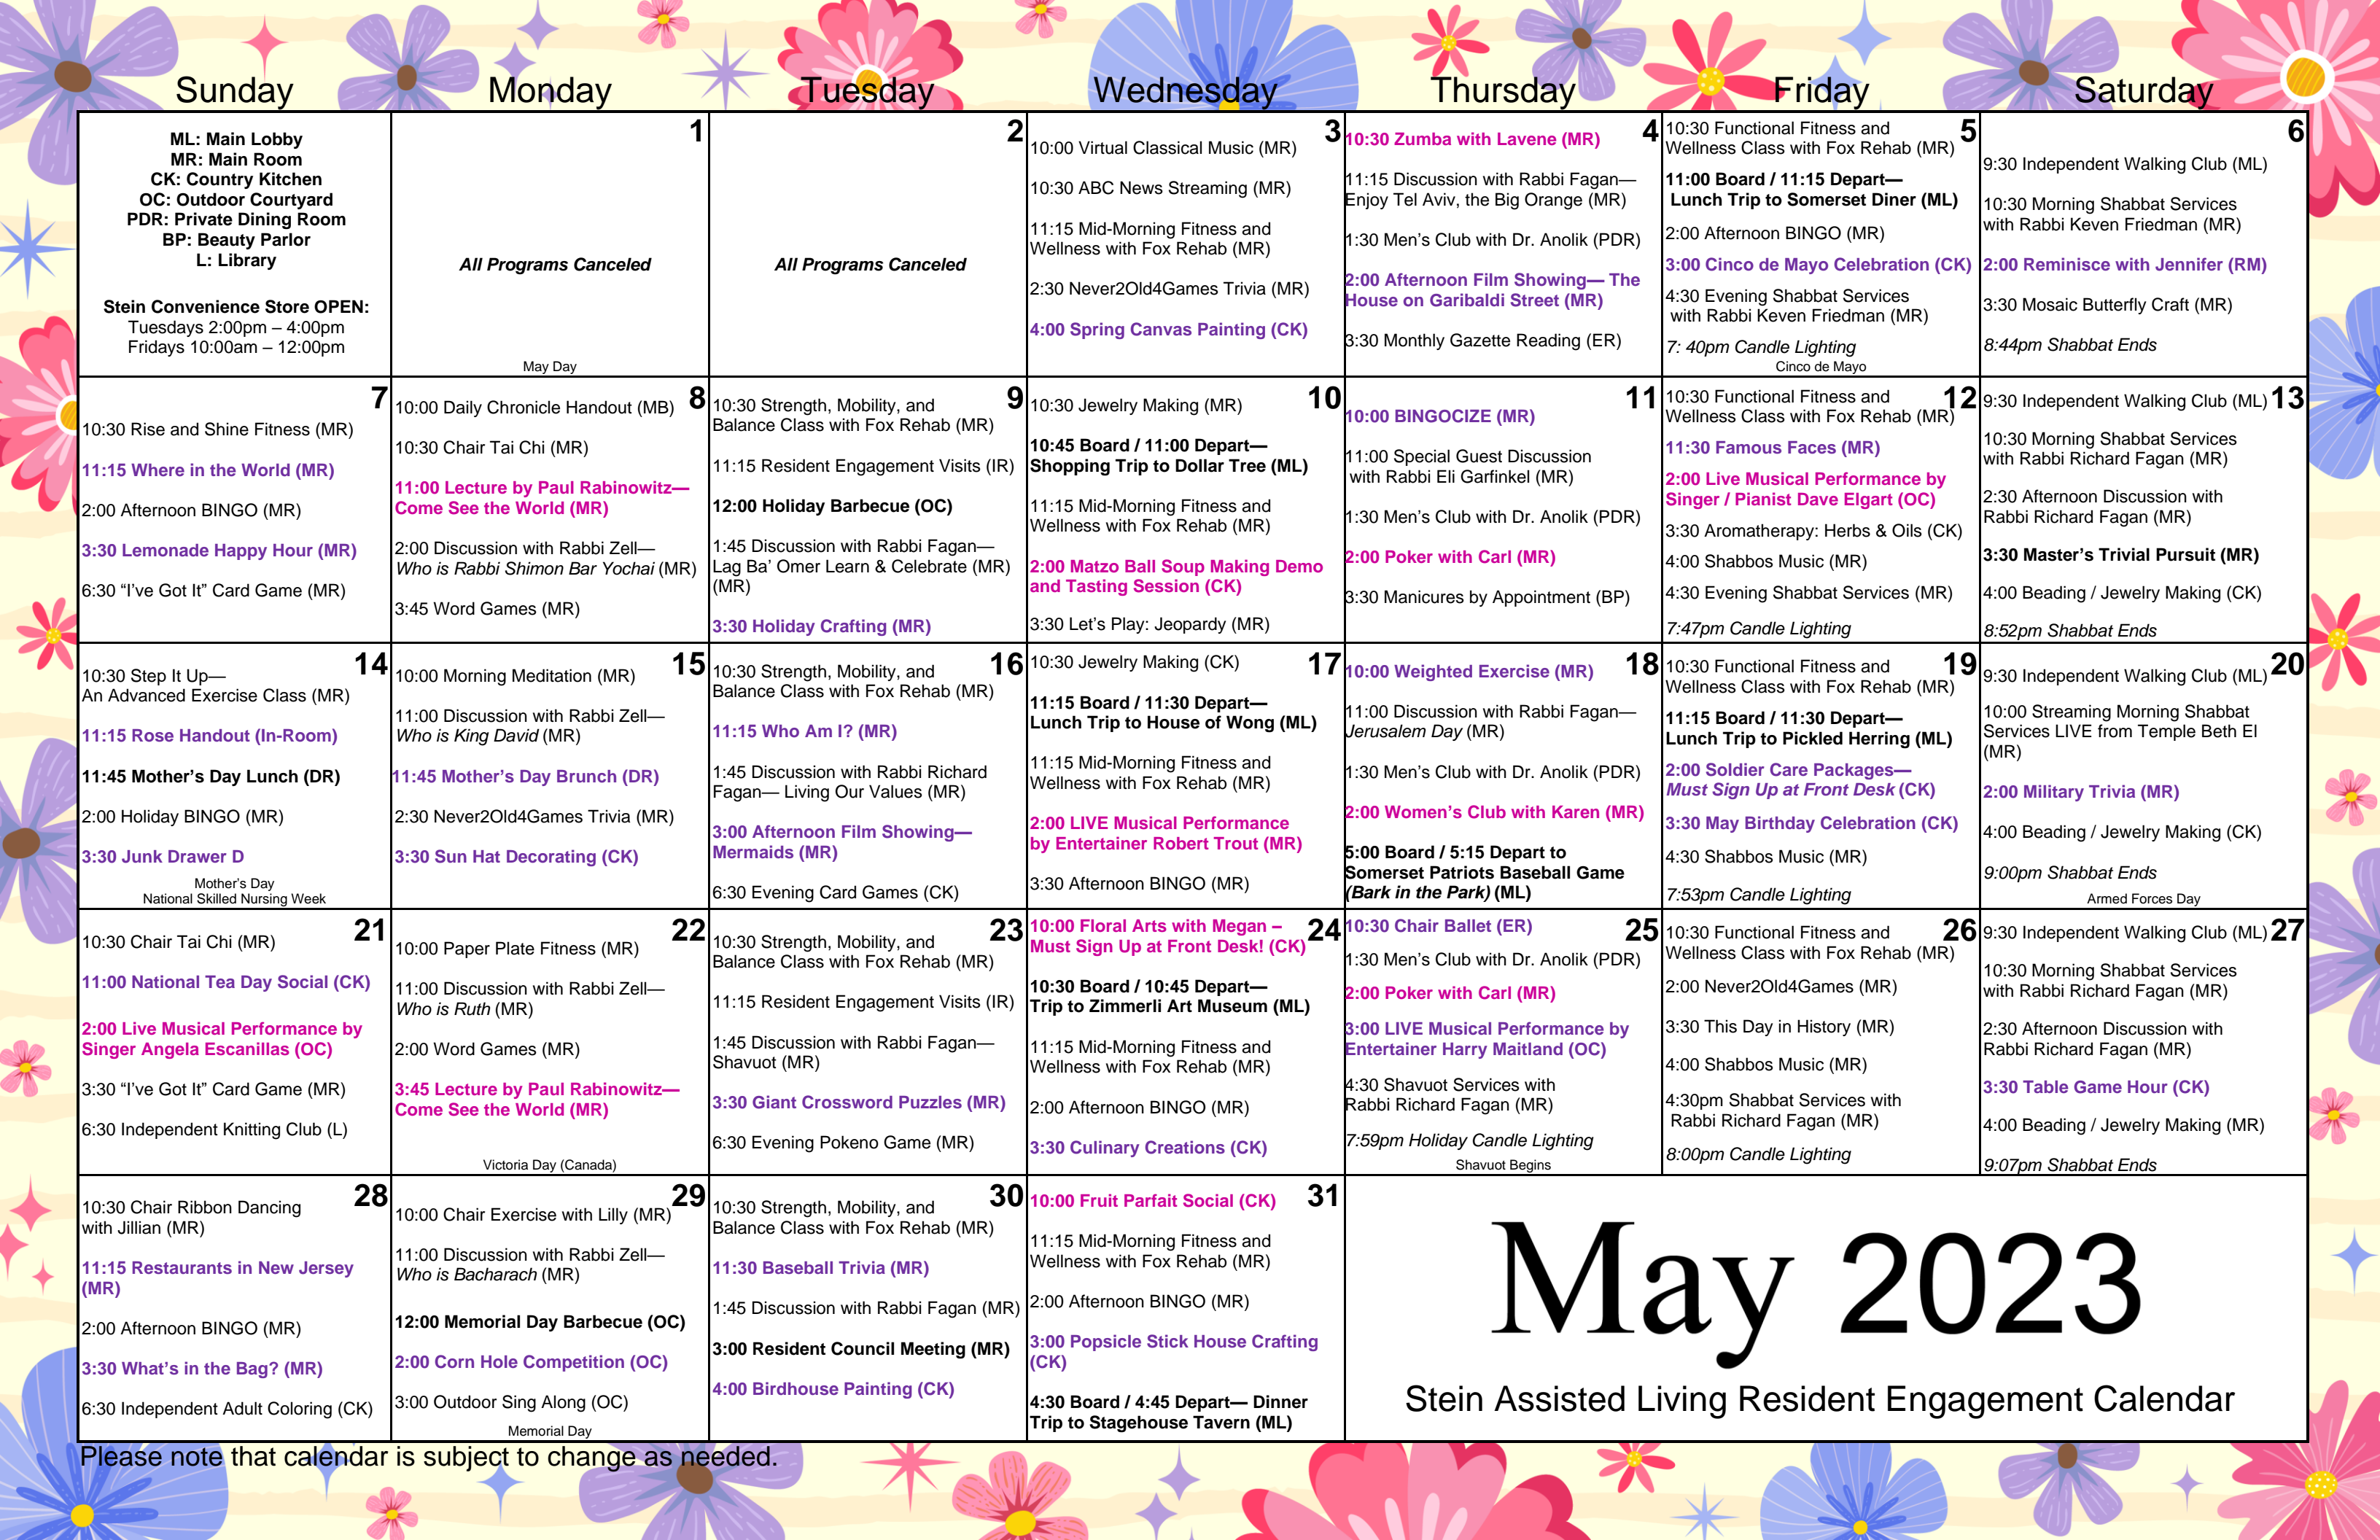 Sunday Monday Tuesday Wednesday Thursday Friday Saturday
ML: Main Lobby
MR: Main Room
CK: Country Kitchen
OC: Outdoor Courtyard
PDR: Private Dining Room
BP: Beauty Parlor
L: Library
Stein Convenience Store OPEN:
Tuesdays 2:00pm – 4:00pm
Fridays 10:00am – 12:00pm
1
All Programs Canceled
May Day
2
All Programs Canceled
3
10:00 Virtual Classical Music (MR)
10:30 ABC News Streaming (MR)
11:15 Mid-Morning Fitness and
Wellness with Fox Rehab (MR)
2:30 Never2Old4Games Trivia (MR)
4:00 Spring Canvas Painting (CK)
4
10:30 Zumba with Lavene (MR)
11:15 Discussion with Rabbi Fagan—
Enjoy Tel Aviv, the Big Orange (MR)
1:30 Men’s Club with Dr. Anolik (PDR)
2:00 Afternoon Film Showing— The
House on Garibaldi Street (MR)
3:30 Monthly Gazette Reading (ER)
5
10:30 Functional Fitness and
Wellness Class with Fox Rehab (MR)
11:00 Board / 11:15 Depart—
Lunch Trip to Somerset Diner (ML)
2:00 Afternoon BINGO (MR)
3:00 Cinco de Mayo Celebration (CK)
4:30 Evening Shabbat Services
with Rabbi Keven Friedman (MR)
7: 40pm Candle Lighting
Cinco de Mayo
6
9:30 Independent Walking Club (ML)
10:30 Morning Shabbat Services
with Rabbi Keven Friedman (MR)
2:00 Reminisce with Jennifer (RM)
3:30 Mosaic Butterfly Craft (MR)
8:44pm Shabbat Ends
7
10:30 Rise and Shine Fitness (MR)
11:15 Where in the World (MR)
2:00 Afternoon BINGO (MR)
3:30 Lemonade Happy Hour (MR)
6:30 “I’ve Got It” Card Game (MR)
8
10:00 Daily Chronicle Handout (MB)
10:30 Chair Tai Chi (MR)
11:00 Lecture by Paul Rabinowitz—
Come See the World (MR)
2:00 Discussion with Rabbi Zell—
Who is Rabbi Shimon Bar Yochai (MR)
3:45 Word Games (MR)
9
10:30 Strength, Mobility, and
Balance Class with Fox Rehab (MR)
11:15 Resident Engagement Visits (IR)
12:00 Holiday Barbecue (OC)
1:45 Discussion with Rabbi Fagan—
Lag Ba’ Omer Learn & Celebrate (MR)
(MR)
3:30 Holiday Crafting (MR)
10
10:30 Jewelry Making (MR)
10:45 Board / 11:00 Depart—
Shopping Trip to Dollar Tree (ML)
11:15 Mid-Morning Fitness and
Wellness with Fox Rehab (MR)
2:00 Matzo Ball Soup Making Demo
and Tasting Session (CK)
3:30 Let’s Play: Jeopardy (MR)
11
10:00 BINGOCIZE (MR)
11:00 Special Guest Discussion
with Rabbi Eli Garfinkel (MR)
1:30 Men’s Club with Dr. Anolik (PDR)
2:00 Poker with Carl (MR)
3:30 Manicures by Appointment (BP)
12
10:30 Functional Fitness and
Wellness Class with Fox Rehab (MR)
11:30 Famous Faces (MR)
2:00 Live Musical Performance by
Singer / Pianist Dave Elgart (OC)
3:30 Aromatherapy: Herbs & Oils (CK)
4:00 Shabbos Music (MR)
4:30 Evening Shabbat Services (MR)
7:47pm Candle Lighting
13
9:30 Independent Walking Club (ML)
10:30 Morning Shabbat Services
with Rabbi Richard Fagan (MR)
2:30 Afternoon Discussion with
Rabbi Richard Fagan (MR)
3:30 Master’s Trivial Pursuit (MR)
4:00 Beading / Jewelry Making (CK)
8:52pm Shabbat Ends
14
10:30 Step It Up—
An Advanced Exercise Class (MR)
11:15 Rose Handout (In-Room)
11:45 Mother’s Day Lunch (DR)
2:00 Holiday BINGO (MR)
3:30 Junk Drawer D
Mother’s Day
National Skilled Nursing Week
15
10:00 Morning Meditation (MR)
11:00 Discussion with Rabbi Zell—
Who is King David (MR)
11:45 Mother’s Day Brunch (DR)
2:30 Never2Old4Games Trivia (MR)
3:30 Sun Hat Decorating (CK)
16
10:30 Strength, Mobility, and
Balance Class with Fox Rehab (MR)
11:15 Who Am I? (MR)
1:45 Discussion with Rabbi Richard
Fagan— Living Our Values (MR)
3:00 Afternoon Film Showing—
Mermaids (MR)
6:30 Evening Card Games (CK)
17
10:30 Jewelry Making (CK)
11:15 Board / 11:30 Depart—
Lunch Trip to House of Wong (ML)
11:15 Mid-Morning Fitness and
Wellness with Fox Rehab (MR)
2:00 LIVE Musical Performance
by Entertainer Robert Trout (MR)
3:30 Afternoon BINGO (MR)
18
10:00 Weighted Exercise (MR)
11:00 Discussion with Rabbi Fagan—
Jerusalem Day (MR)
1:30 Men’s Club with Dr. Anolik (PDR)
2:00 Women’s Club with Karen (MR)
5:00 Board / 5:15 Depart to
Somerset Patriots Baseball Game
(Bark in the Park) (ML)
19
10:30 Functional Fitness and
Wellness Class with Fox Rehab (MR)
11:15 Board / 11:30 Depart—
Lunch Trip to Pickled Herring (ML)
2:00 Soldier Care Packages—
Must Sign Up at Front Desk (CK)
3:30 May Birthday Celebration (CK)
4:30 Shabbos Music (MR)
7:53pm Candle Lighting
20
9:30 Independent Walking Club (ML)
10:00 Streaming Morning Shabbat
Services LIVE from Temple Beth El
(MR)
2:00 Military Trivia (MR)
4:00 Beading / Jewelry Making (CK)
9:00pm Shabbat Ends
Armed Forces Day
21
10:30 Chair Tai Chi (MR)
11:00 National Tea Day Social (CK)
2:00 Live Musical Performance by
Singer Angela Escanillas (OC)
3:30 “I’ve Got It” Card Game (MR)
6:30 Independent Knitting Club (L)
22
10:00 Paper Plate Fitness (MR)
11:00 Discussion with Rabbi Zell—
Who is Ruth (MR)
2:00 Word Games (MR)
3:45 Lecture by Paul Rabinowitz—
Come See the World (MR)
Victoria Day (Canada)
23
10:30 Strength, Mobility, and
Balance Class with Fox Rehab (MR)
11:15 Resident Engagement Visits (IR)
1:45 Discussion with Rabbi Fagan—
Shavuot (MR)
3:30 Giant Crossword Puzzles (MR)
6:30 Evening Pokeno Game (MR)
24
10:00 Floral Arts with Megan –
Must Sign Up at Front Desk! (CK)
10:30 Board / 10:45 Depart—
Trip to Zimmerli Art Museum (ML)
11:15 Mid-Morning Fitness and
Wellness with Fox Rehab (MR)
2:00 Afternoon BINGO (MR)
3:30 Culinary Creations (CK)
25
10:30 Chair Ballet (ER)
1:30 Men’s Club with Dr. Anolik (PDR)
2:00 Poker with Carl (MR)
3:00 LIVE Musical Performance by
Entertainer Harry Maitland (OC)
4:30 Shavuot Services with
Rabbi Richard Fagan (MR)
7:59pm Holiday Candle Lighting
Shavuot Begins
26
10:30 Functional Fitness and
Wellness Class with Fox Rehab (MR)
2:00 Never2Old4Games (MR)
3:30 This Day in History (MR)
4:00 Shabbos Music (MR)
4:30pm Shabbat Services with
Rabbi Richard Fagan (MR)
8:00pm Candle Lighting
27
9:30 Independent Walking Club (ML)
10:30 Morning Shabbat Services
with Rabbi Richard Fagan (MR)
2:30 Afternoon Discussion with
Rabbi Richard Fagan (MR)
3:30 Table Game Hour (CK)
4:00 Beading / Jewelry Making (MR)
9:07pm Shabbat Ends
28
10:30 Chair Ribbon Dancing
with Jillian (MR)
11:15 Restaurants in New Jersey
(MR)
2:00 Afternoon BINGO (MR)
3:30 What’s in the Bag? (MR)
6:30 Independent Adult Coloring (CK)
29
10:00 Chair Exercise with Lilly (MR)
11:00 Discussion with Rabbi Zell—
Who is Bacharach (MR)
12:00 Memorial Day Barbecue (OC)
2:00 Corn Hole Competition (OC)
3:00 Outdoor Sing Along (OC)
Memorial Day
30
10:30 Strength, Mobility, and
Balance Class with Fox Rehab (MR)
11:30 Baseball Trivia (MR)
1:45 Discussion with Rabbi Fagan (MR)
3:00 Resident Council Meeting (MR)
4:00 Birdhouse Painting (CK)
31
10:00 Fruit Parfait Social (CK)
11:15 Mid-Morning Fitness and
Wellness with Fox Rehab (MR)
2:00 Afternoon BINGO (MR)
3:00 Popsicle Stick House Crafting
(CK)
4:30 Board / 4:45 Depart— Dinner
Trip to Stagehouse Tavern (ML)
May 2023
Stein Assisted Living Resident Engagement Calendar
Please note that calendar is subject to change as needed.